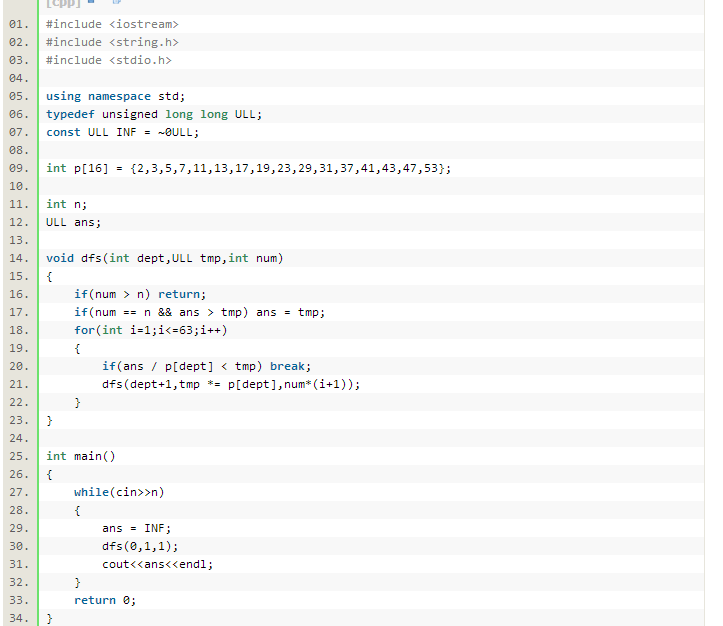 [cpp]
01. #include <iostream>
02. #include <string.h>
03. #include <stdio.h>
04.
05. using namespace std;
06. typedef unsigned long long ULL;
07. const ULL INF = ~0ULL;
08.
09. int p[16] = {2,3,5,7,11,13,17,19,23,29,31,37,41,43,47,53};
10.
11. int n;
12. ULL ans;
13.
14. void dfs(int dept,ULL tmp,int num)
15. {
16.     if(num > n) return;
17.     if(num == n && ans > tmp) ans = tmp;
18.     for(int i=1;i<=63;i++)
19.     {
20.         if(ans / p[dept] < tmp) break;
21.         dfs(dept+1,tmp *= p[dept],num*(i+1));
22.     }
23. }
24.
25. int main()
26. {
27.     while(cin>>n)
28.     {
29.         ans = INF;
30.         dfs(0,1,1);
31.         cout<<ans<<endl;
32.     }
33.     return 0;
34. }